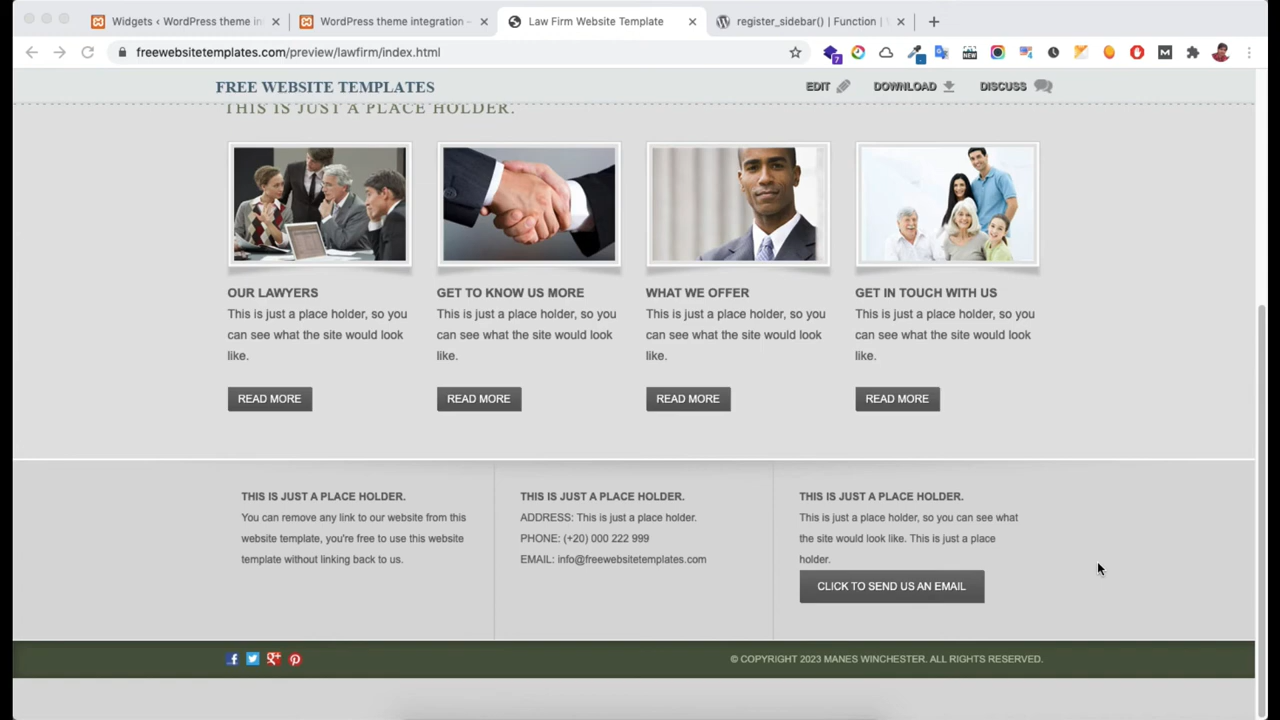 Widgets ‹ WordPress theme in
WordPress theme integration –
Law Firm Website Template
register_sidebar() | Function |
freewebsitetemplates.com/preview/lawfirm/index.html
7
NEW
M
FREE WEBSITE TEMPLATES
EDIT
DOWNLOAD
DISCUSS
THIS IS JUST A PLACE HOLDER.
OUR LAWYERS
This is just a place holder, so you
can see what the site would look
like.
READ MORE
GET TO KNOW US MORE
This is just a place holder, so you
can see what the site would look
like.
READ MORE
WHAT WE OFFER
This is just a place holder, so you
can see what the site would look
like.
READ MORE
GET IN TOUCH WITH US
This is just a place holder, so you
can see what the site would look
like.
READ MORE
THIS IS JUST A PLACE HOLDER.
You can remove any link to our website from this
website template, you're free to use this website
template without linking back to us.
THIS IS JUST A PLACE HOLDER.
ADDRESS: This is just a place holder.
PHONE: (+20) 000 222 999
EMAIL: info@freewebsitetemplates.com
THIS IS JUST A PLACE HOLDER.
This is just a place holder, so you can see what
the site would look like. This is just a place
holder.
CLICK TO SEND US AN EMAIL
© COPYRIGHT 2023 MANES WINCHESTER. ALL RIGHTS RESERVED.